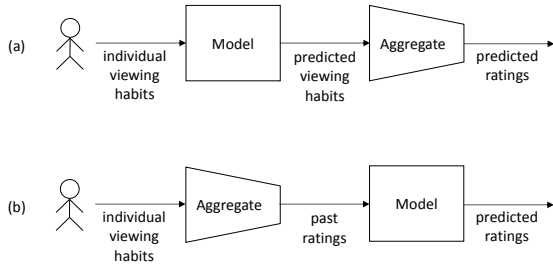 (a)
Model
Aggregate
individual
viewing
habits
predicted
viewing
habits
predicted
ratings
(b)
Aggregate
Model
individual
viewing
habits
past
ratings
predicted
ratings